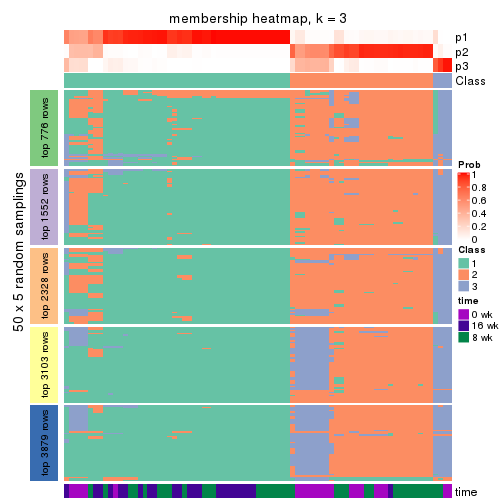 membership heatmap, k = 3
p1
p2
p3
Class
50 x 5 random samplings
top 776 rows
top 1552 rows
top 2328 rows
top 3103 rows
top 3879 rows
time
Prob
1
0.8
0.6
0.4
0.2
0
Class
1
2
3
time
0 wk
16 wk
8 wk